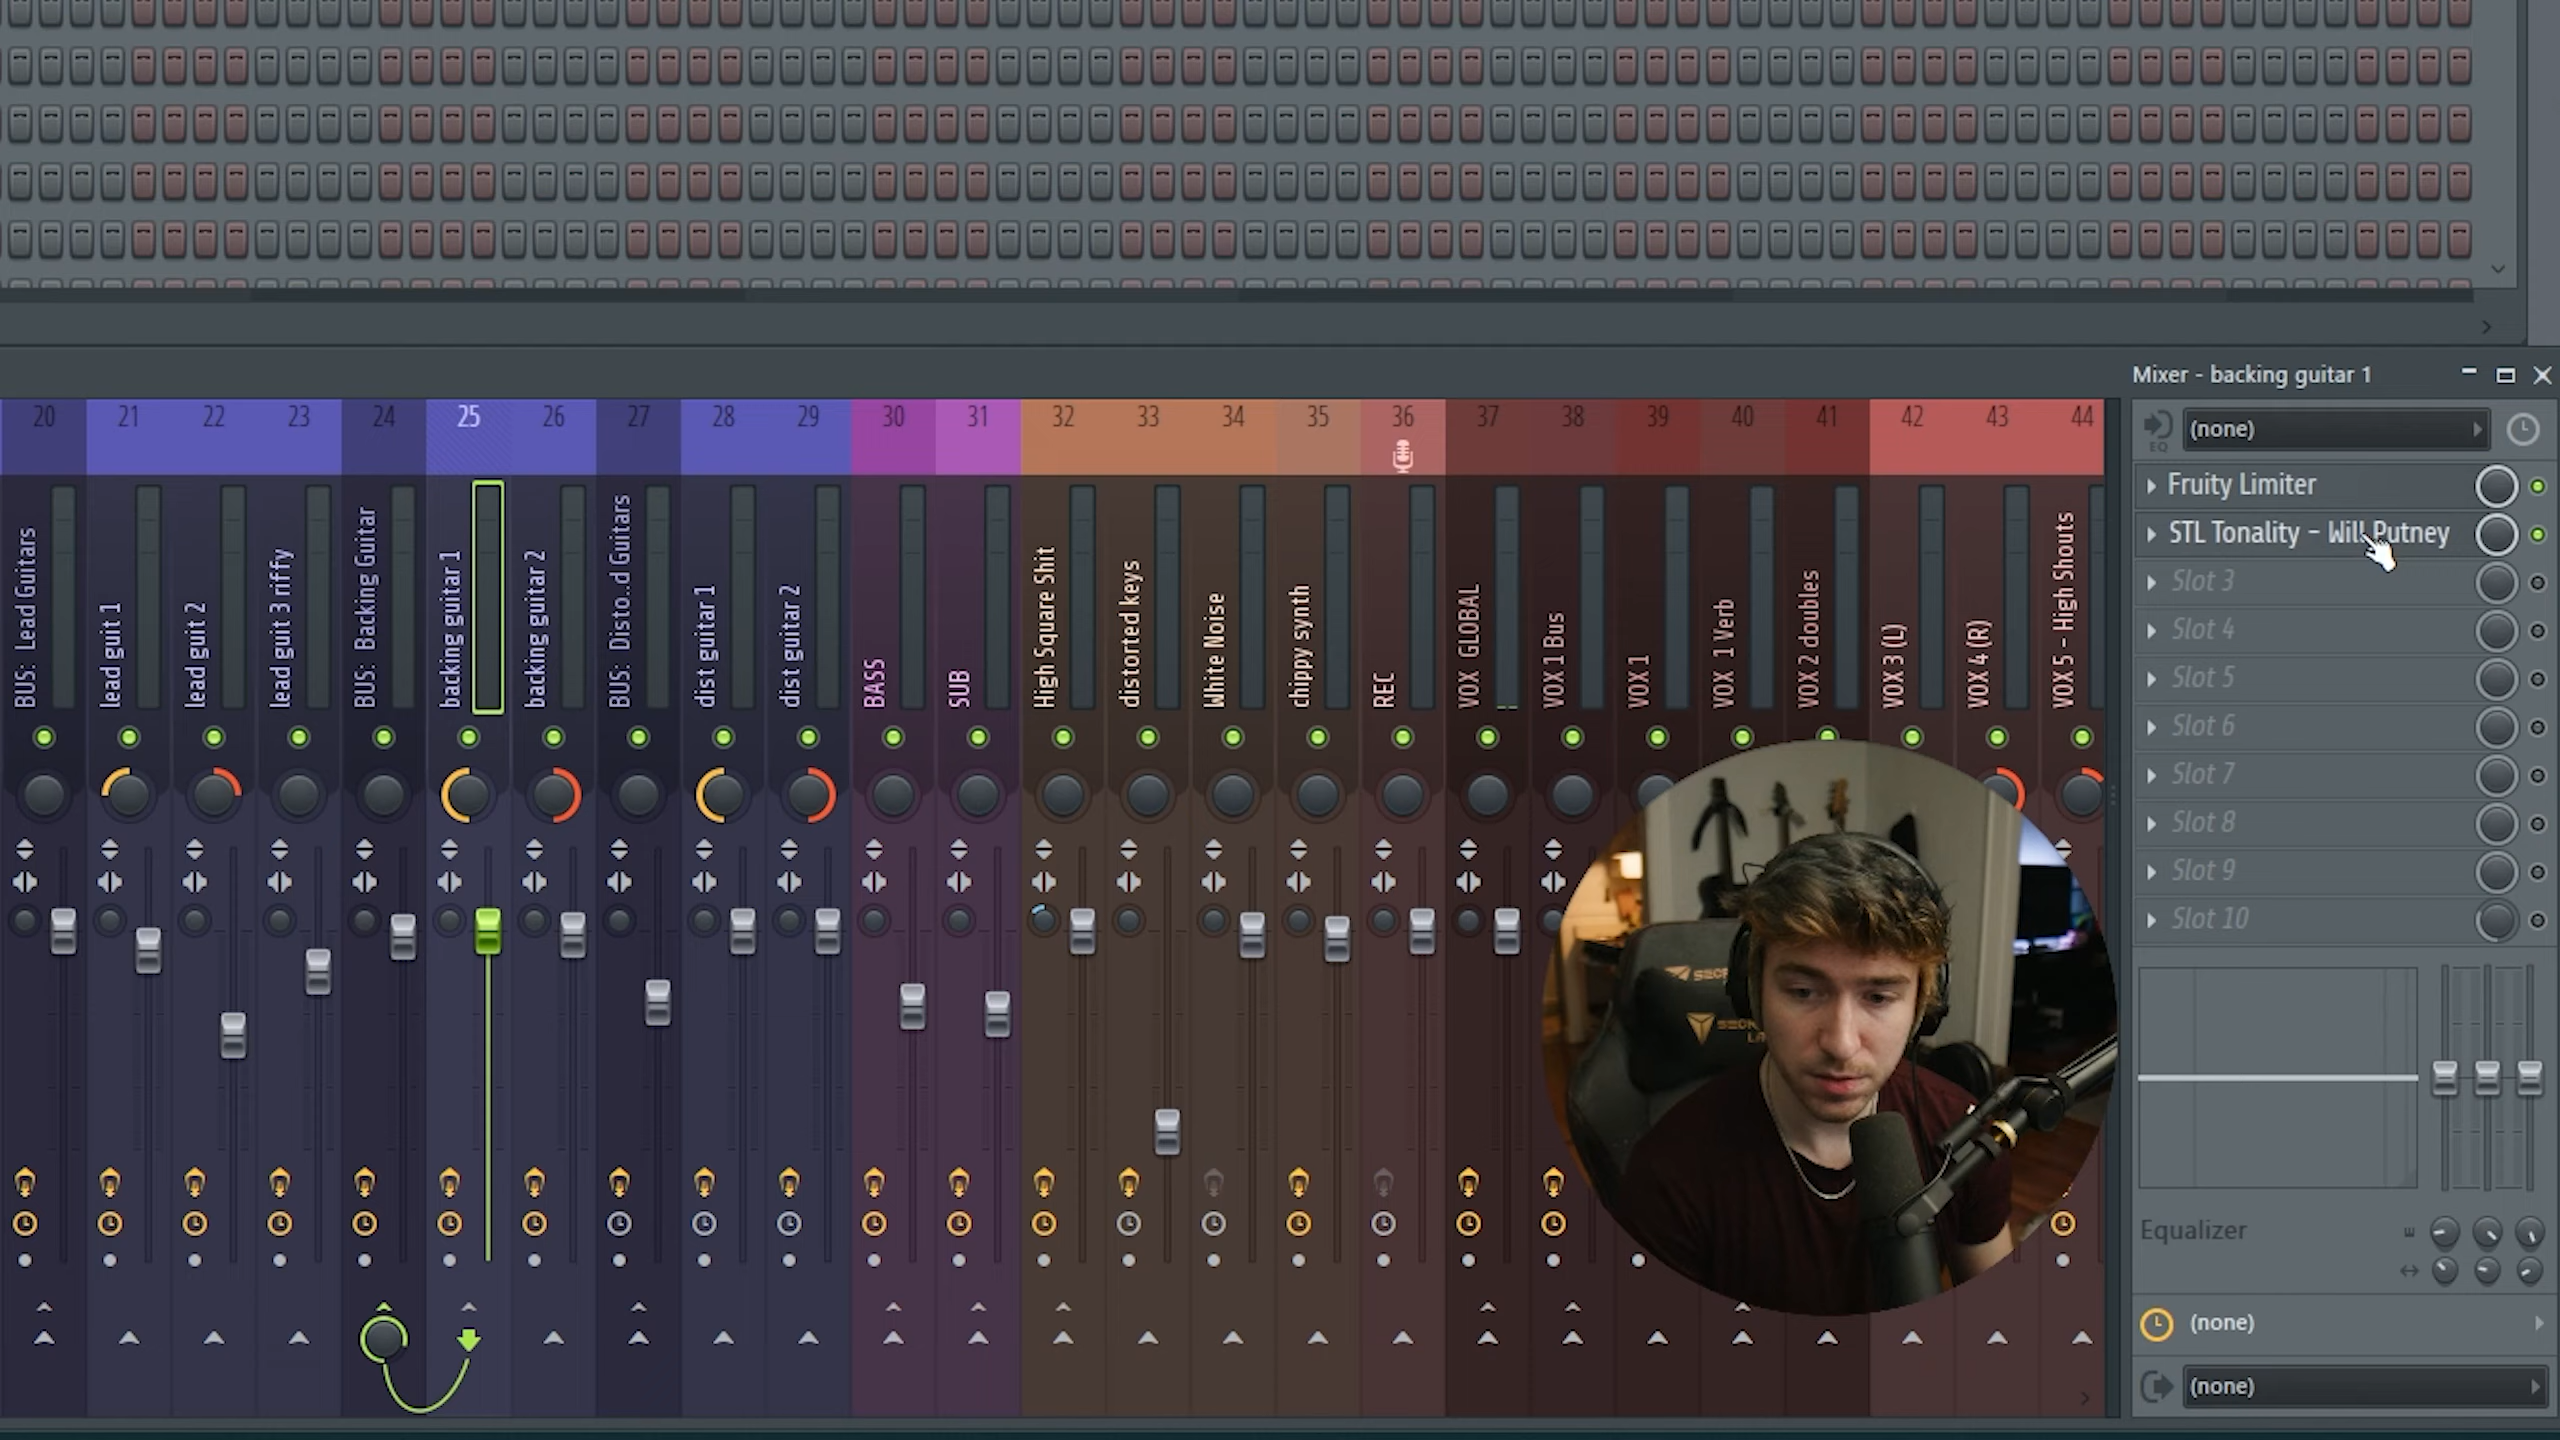 Mixer - backing guitar 1
20 21 22 23 24 25 26 27 28 29 30 31 32 33 34 35 36 37 38 39 40 41 42 43 44
(none)
EQ
Fruity Limiter
STL Tonality - Will Putney
Slot 3
Slot 4
Slot 5
Slot 6
Slot 7
Slot 8
Slot 9
Slot 10
BUS: Lead Guitars
lead guit 1
lead guit 2
lead guit 3 riffy
BUS: Backing Guitar
backing guitar 1
backing guitar 2
BUS: Disto..d Guitars
dist guitar 1
dist guitar 2
BASS
SUB
High Square Shit
distorted keys
White Noise
chippy synth
REC
VOX GLOBAL
VOX 1 Bus
VOX 1
VOX 1 Verb
VOX 2 doubles
VOX 3 (L)
VOX 4 (R)
VOX 5 - High Shouts
Equalizer
(none)
(none)